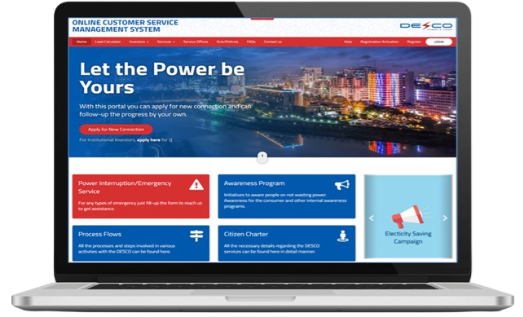 ONLINE CUSTOMER SERVICE
MANAGEMENT SYSTEM
DESCO
Home Load Calculator Service Offices Acts/Policies FAQs Contact us
Registration Activation Register
Let the Power be
Yours
With this portal you can apply for new connection and can
follow-up the progress by your own.
Apply for New Connection
For Institutional Investors, apply here for
Power Interruption/Emergency
Service
For any types of emergency just fill-up the form to reach us
to get assistance.
Awareness Program
Initiatives to aware people on not wasting power.
Awareness for the consumer and other internal awareness
programs.
Process Flows
All the processes and steps involved in various
activities with the DESCO can be found here.
Citizen Charter
All the necessary details regarding the DESCO
services can be found here in detail manner.
Electicity Saving
Campaign